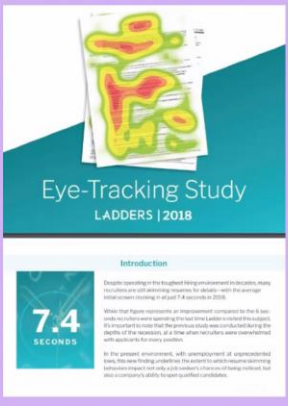 Eye-Tracking Study
LADDERS | 2018
Introduction
Despite operating in the toughest hiring environment in decades, many
recruiters are still skimming resumes for details—with the average
initial screen clocking in at just 7.4 seconds in 2018.
7.4
SECONDS
While that figure represents an improvement compared to the 6 sec-
onds recruiters were spending the last time Ladders visited this subject,
it's important to note that the previous study was conducted during the
depths of the recession, at a time when recruiters were overwhelmed
with applicants for every position.
In the present environment, with unemployment at unprecedented
lows, this new finding underlines the extent to which resume skimming
behaviors impact not only a job seeker's chances of being noticed, but
also a company's ability to spot qualified candidates.